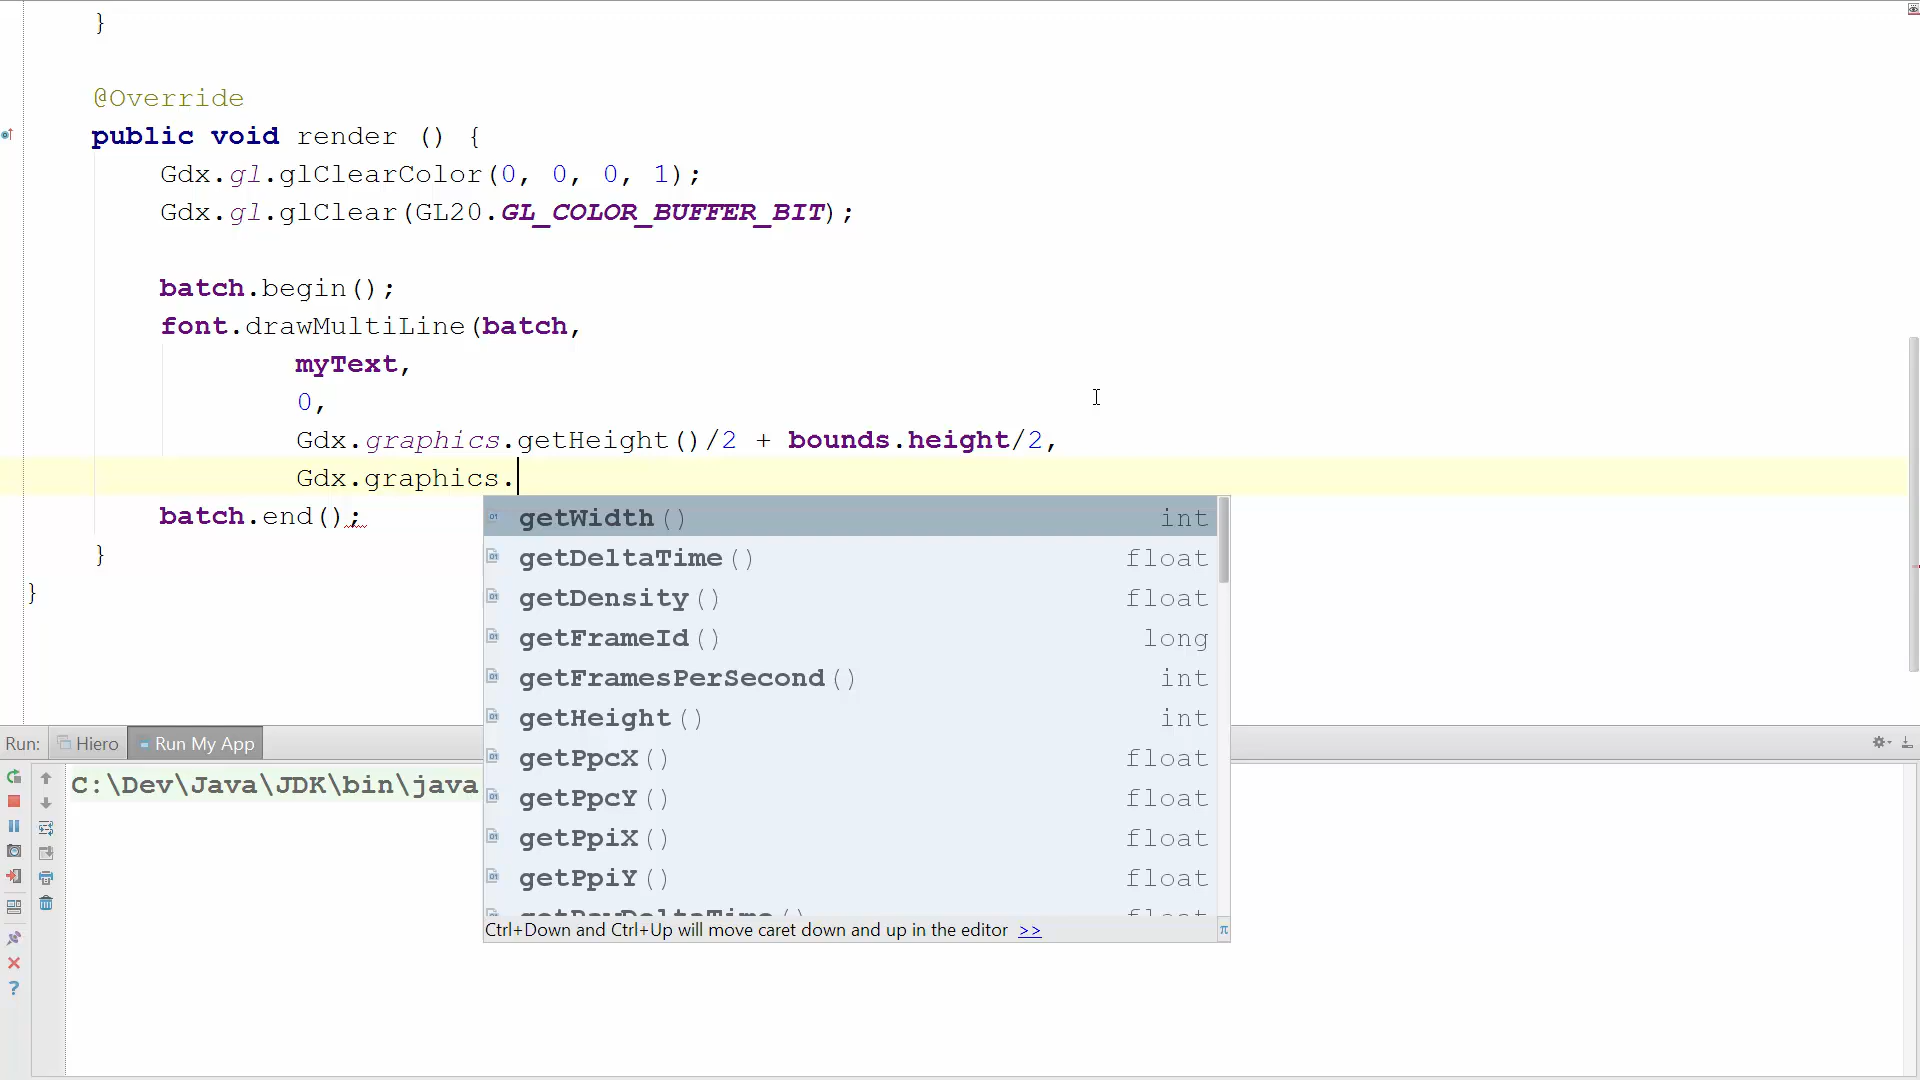 }
@Override
public void render () {
Gdx.gl.glClearColor(0, 0, 0, 1);
Gdx.gl.glClear(GL20.GL_COLOR_BUFFER_BIT);
batch.begin();
font.drawMultiLine(batch,
myText,
0,
Gdx.graphics.getHeight()/2 + bounds.height/2,
Gdx.graphics.
batch.end();
}
}
getWidth() int
getDeltaTime() float
getDensity() float
getFrameId() long
getFramesPerSecond() int
getHeight() int
getPpcX() float
getPpcY() float
getPpiX() float
getPpiY() float
getRawDeltaTime() float
Ctrl+Down and Ctrl+Up will move caret down and up in the editor >> π
Run: Hiero Run My App
C:\Dev\Java\JDK\bin\java